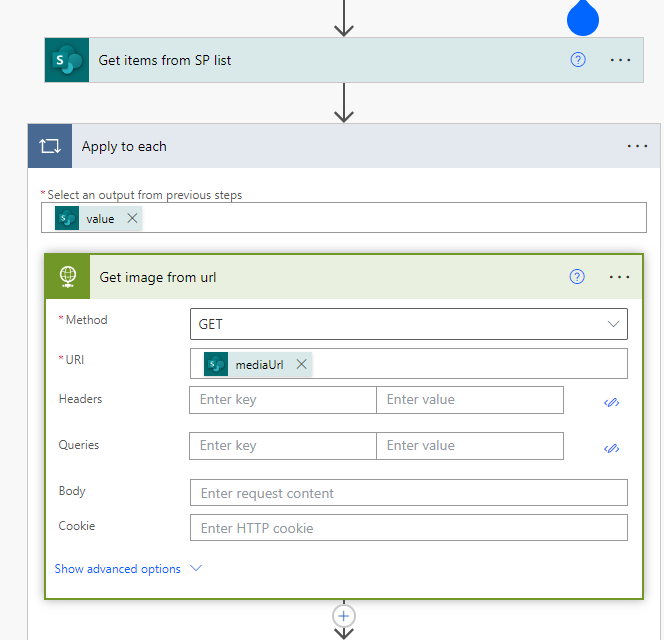 Get items from SP list
Apply to each
*Select an output from previous steps
value
Get image from url
*Method
GET
*URI
mediaUrl
Headers
Enter key
Enter value
Queries
Enter key
Enter value
Body
Enter request content
Cookie
Enter HTTP cookie
Show advanced options